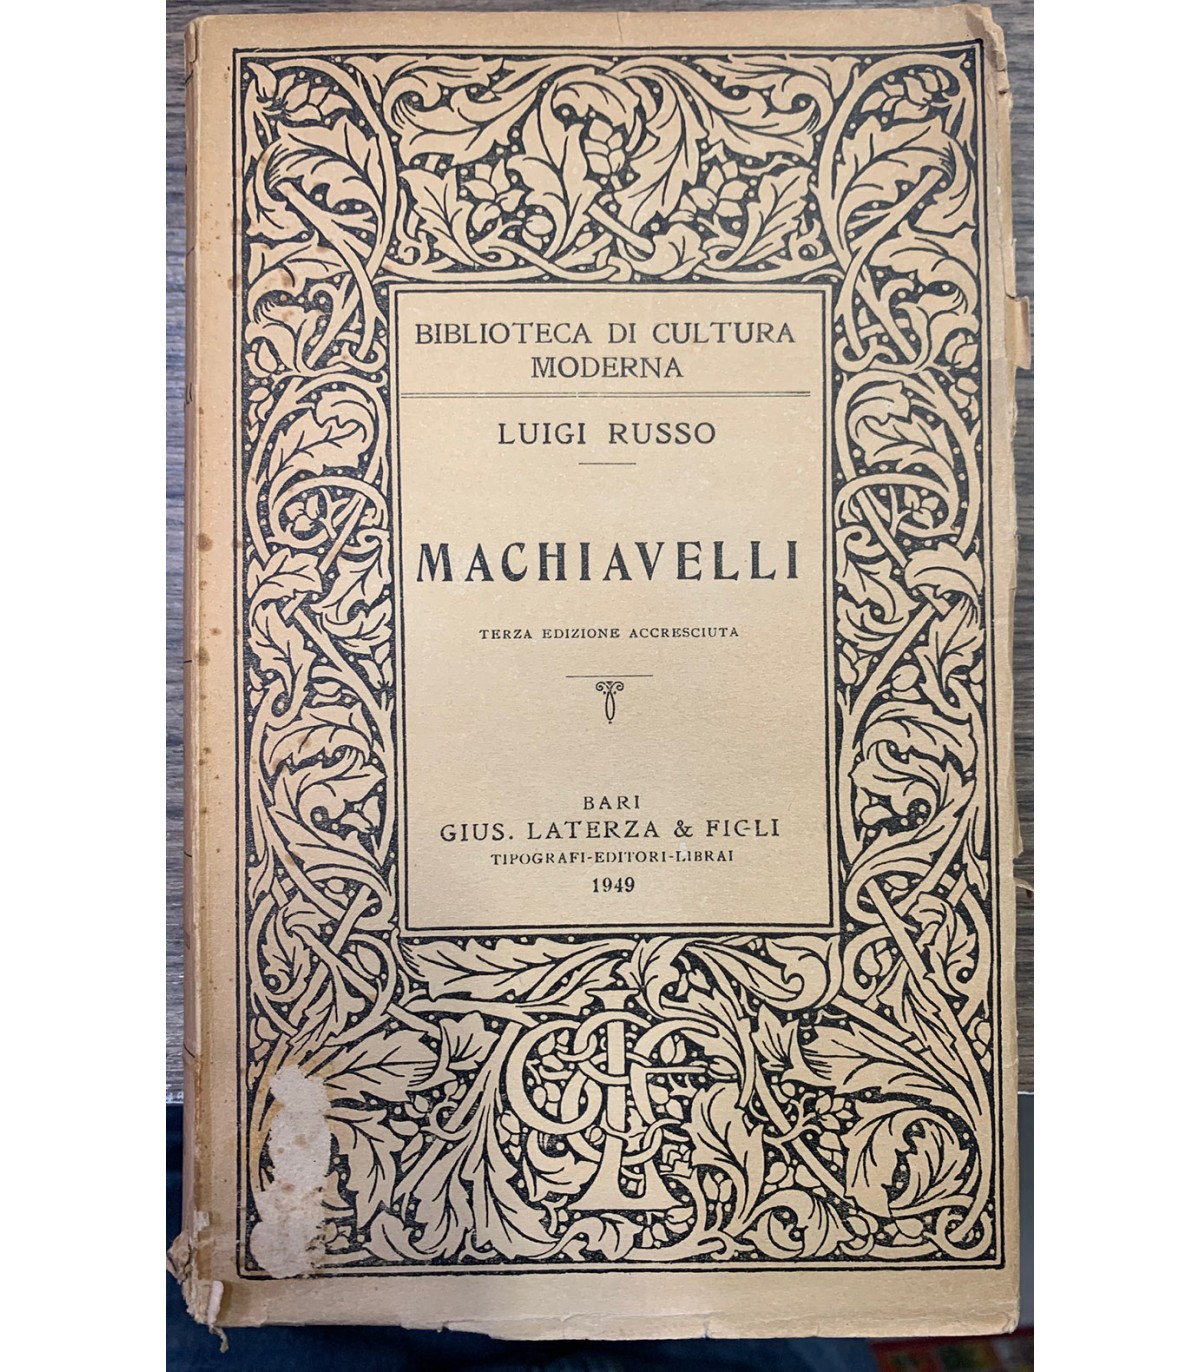 BIBLIOTECA DI CULTURA
MODERNA
LUIGI RUSSO
MACHIAVELLI
TERZA EDIZIONE ACCRESCIUTA
BARI
GIUS. LATERZA & FIGLI
TIPOGRAFI-EDITORI-LIBRAI
1949